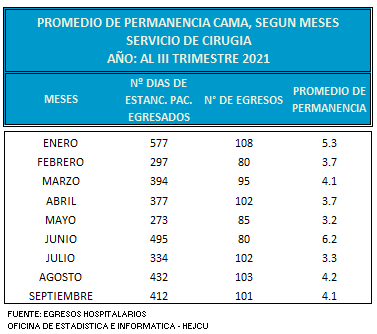 PROMEDIO DE PERMANENCIA CAMA, SEGUN MESES
SERVICIO DE CIRUGIA
AÑO: AL III TRIMESTRE 2021
MESES Nº DIAS DE ESTANC. PAC. EGRESADOS N° DE EGRESOS PROMEDIO DE PERMANENCIA
ENERO 577 108 5.3
FEBRERO 297 80 3.7
MARZO 394 95 4.1
ABRIL 377 102 3.7
MAYO 273 85 3.2
JUNIO 495 80 6.2
JULIO 334 102 3.3
AGOSTO 432 103 4.2
SEPTIEMBRE 412 101 4.1
FUENTE: EGRESOS HOSPITALARIOS
OFICINA DE ESTADISTICA E INFORMATICA - HEJCU